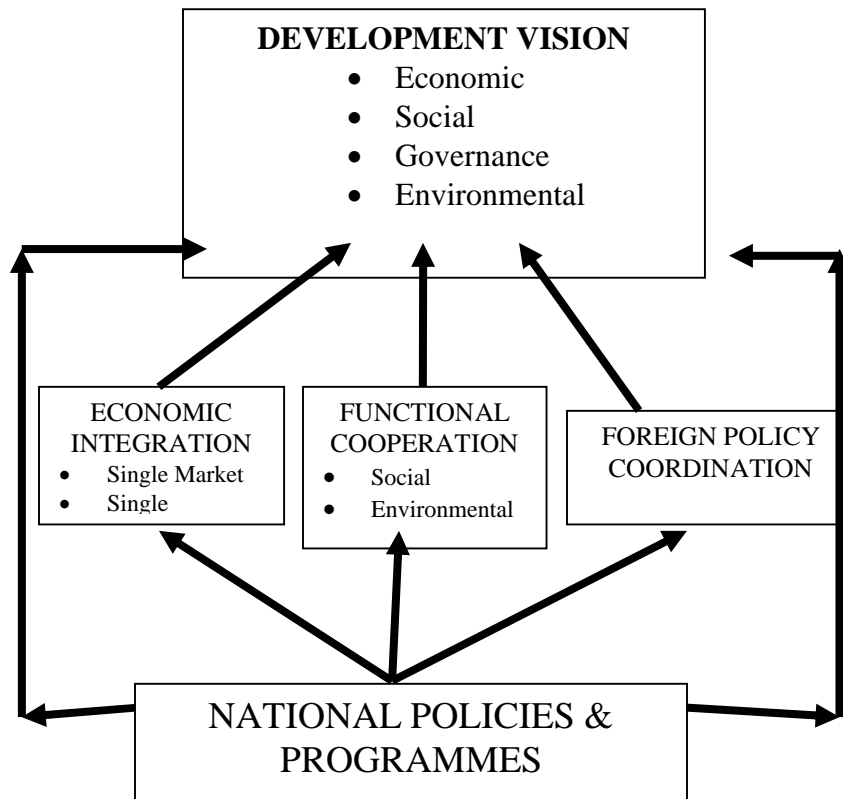 DEVELOPMENT VISION
• Economic
• Social
• Governance
• Environmental
ECONOMIC
INTEGRATION
• Single Market
• Single
FUNCTIONAL
COOPERATION
• Social
• Environmental
FOREIGN POLICY
COORDINATION
NATIONAL POLICIES &
PROGRAMMES